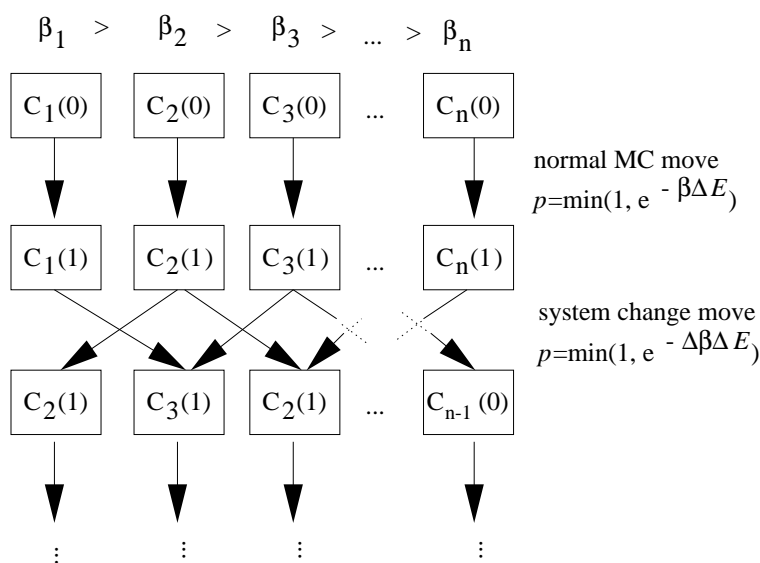 β1 > β2 > β3 > ... > βn
C1(0) C2(0) C3(0) ... Cn(0)
normal MC move
p=min(1, e - βΔE)
C1(1) C2(1) C3(1) ... Cn(1)
system change move
p=min(1, e - ΔβΔE)
C2(1) C3(1) C2(1) ... Cn-1 (0)
⋮ ⋮ ⋮ ⋮